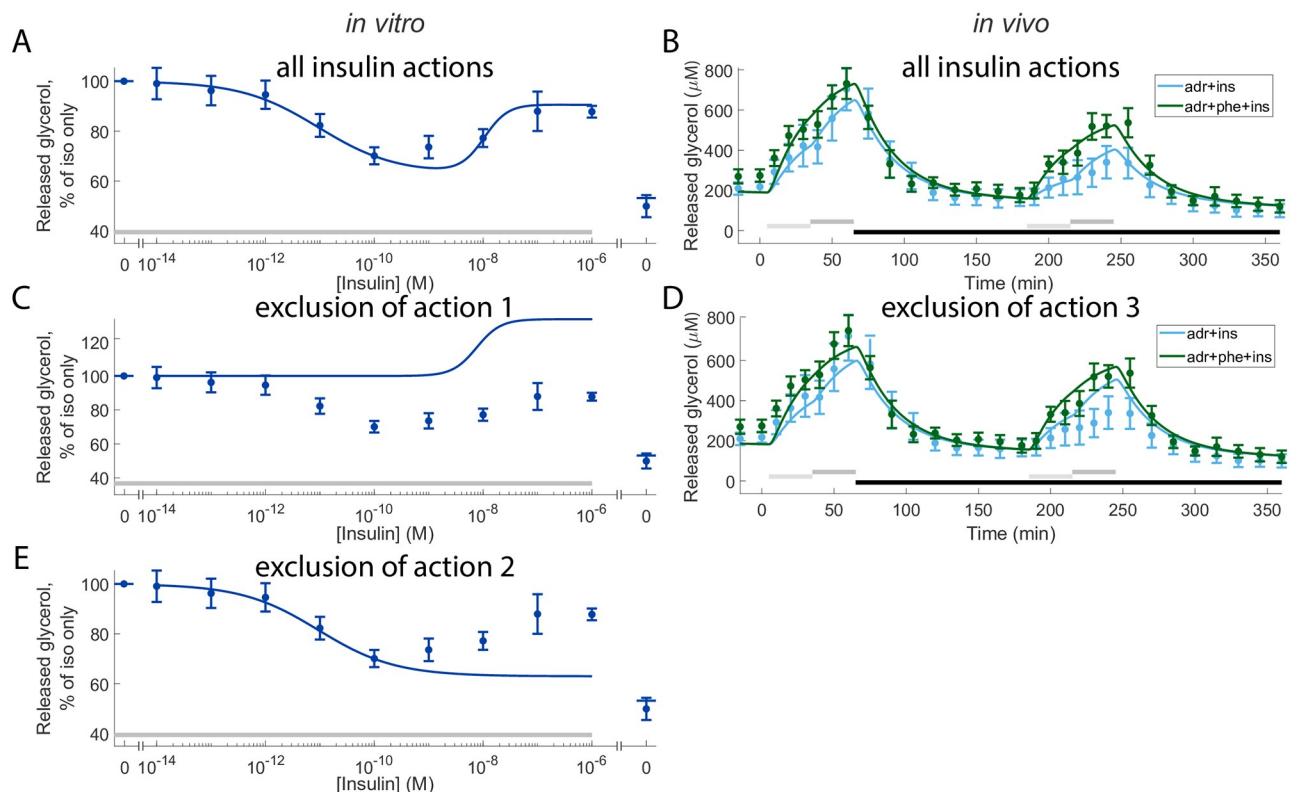 in vitro
in vivo
A
all insulin actions
Released glycerol,
% of iso only
100
80
60
40
0 10-14 10-12 10-10 10-8 10-6 0
[Insulin] (M)
B
all insulin actions
adr+ins
adr+phe+ins
Released glycerol (μM)
800
600
400
200
0
0 50 100 150 200 250 300 350
Time (min)
C
exclusion of action 1
Released glycerol,
% of iso only
120
100
80
60
40
0 10-14 10-12 10-10 10-8 10-6 0
[Insulin] (M)
D
exclusion of action 3
adr+ins
adr+phe+ins
Released glycerol (μM)
800
600
400
200
0
0 50 100 150 200 250 300 350
Time (min)
E
exclusion of action 2
Released glycerol,
% of iso only
100
80
60
40
0 10-14 10-12 10-10 10-8 10-6 0
[Insulin] (M)